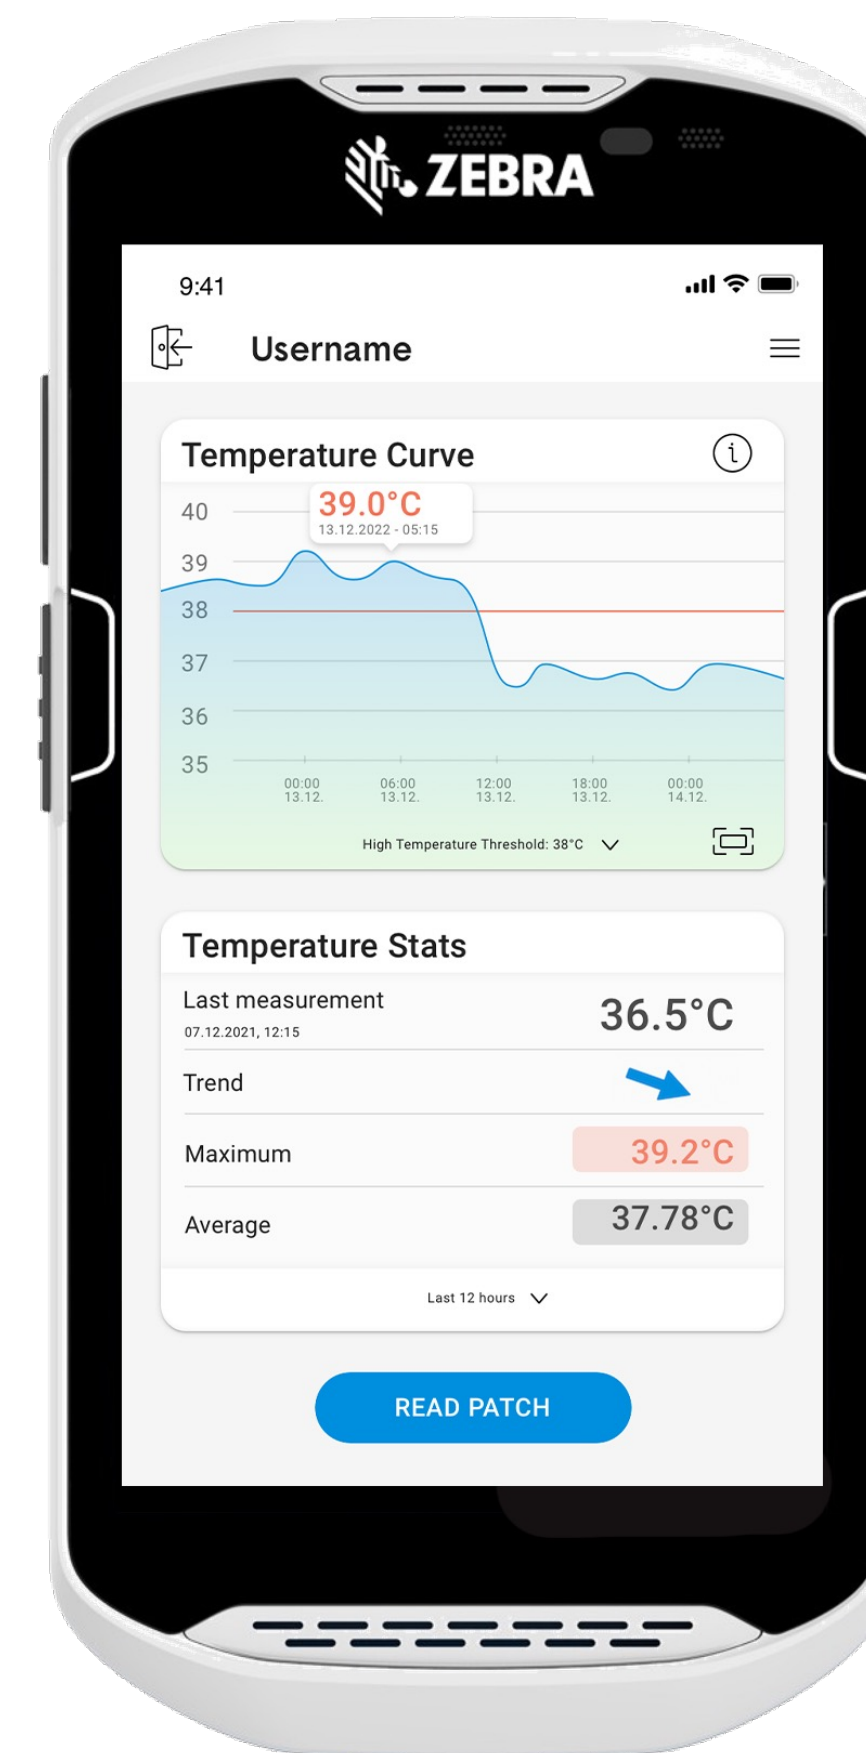 ZEBRA
9:41
Username
Temperature Curve
39.0°C
13.12.2022 - 05:15
40
39
38
37
36
35
00:00 06:00 12:00 18:00 00:00
13.12. 13.12. 13.12. 13.12. 14.12.
High Temperature Threshold: 38°C
Temperature Stats
Last measurement 36.5°C
07.12.2021, 12:15
Trend
Maximum 39.2°C
Average 37.78°C
Last 12 hours
READ PATCH